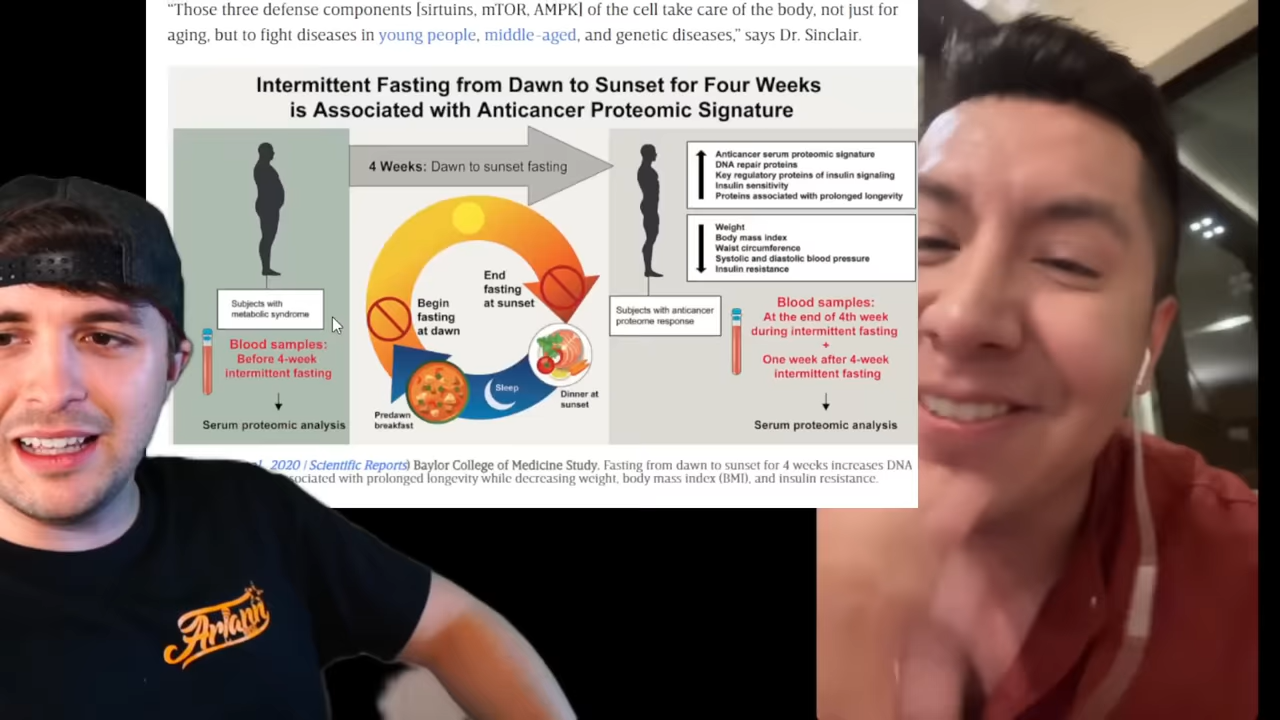 “Those three defense components [sirtuins, mTOR, AMPK] of the cell take care of the body, not just for
aging, but to fight diseases in young people, middle-aged, and genetic diseases,” says Dr. Sinclair.
Intermittent Fasting from Dawn to Sunset for Four Weeks
is Associated with Anticancer Proteomic Signature
4 Weeks: Dawn to sunset fasting
Anticancer serum proteomic signature
DNA repair proteins
Key regulatory proteins of insulin signaling
Insulin sensitivity
Proteins associated with prolonged longevity
Weight
Body mass index
Waist circumference
Systolic and diastolic blood pressure
Insulin resistance
Subjects with
metabolic syndrome
Blood samples:
Before 4-week
intermittent fasting
Serum proteomic analysis
Begin
fasting
at dawn
End
fasting
at sunset
Predawn
breakfast
Sleep
Dinner at
sunset
Subjects with anticancer
proteome response
Blood samples:
At the end of 4th week
during intermittent fasting
+
One week after 4-week
intermittent fasting
Serum proteomic analysis
2020 | Scientific Reports) Baylor College of Medicine Study. Fasting from dawn to sunset for 4 weeks increases DNA
with prolonged longevity while decreasing weight, body mass index (BMI), and insulin resistance.
Ariann